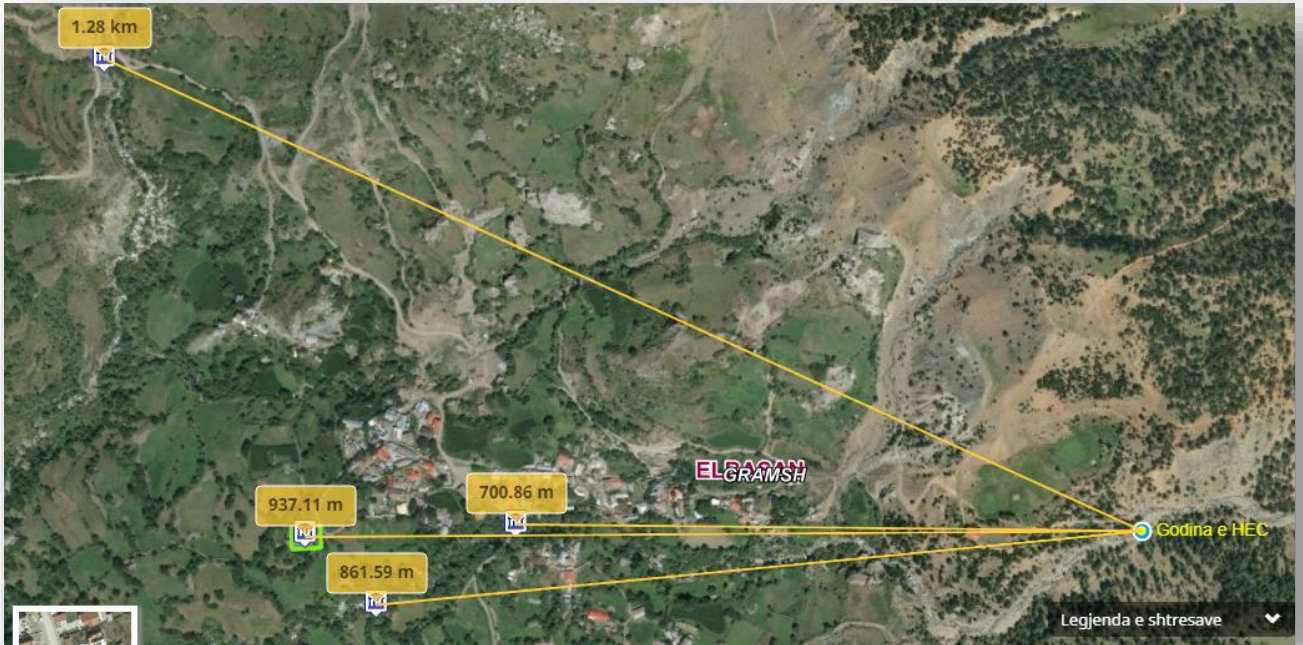 1.28 km
ELBASAN
GRAMSH
700.86 m
937.11 m
Godina e HEC
861.59 m
Legjenda e shtresave